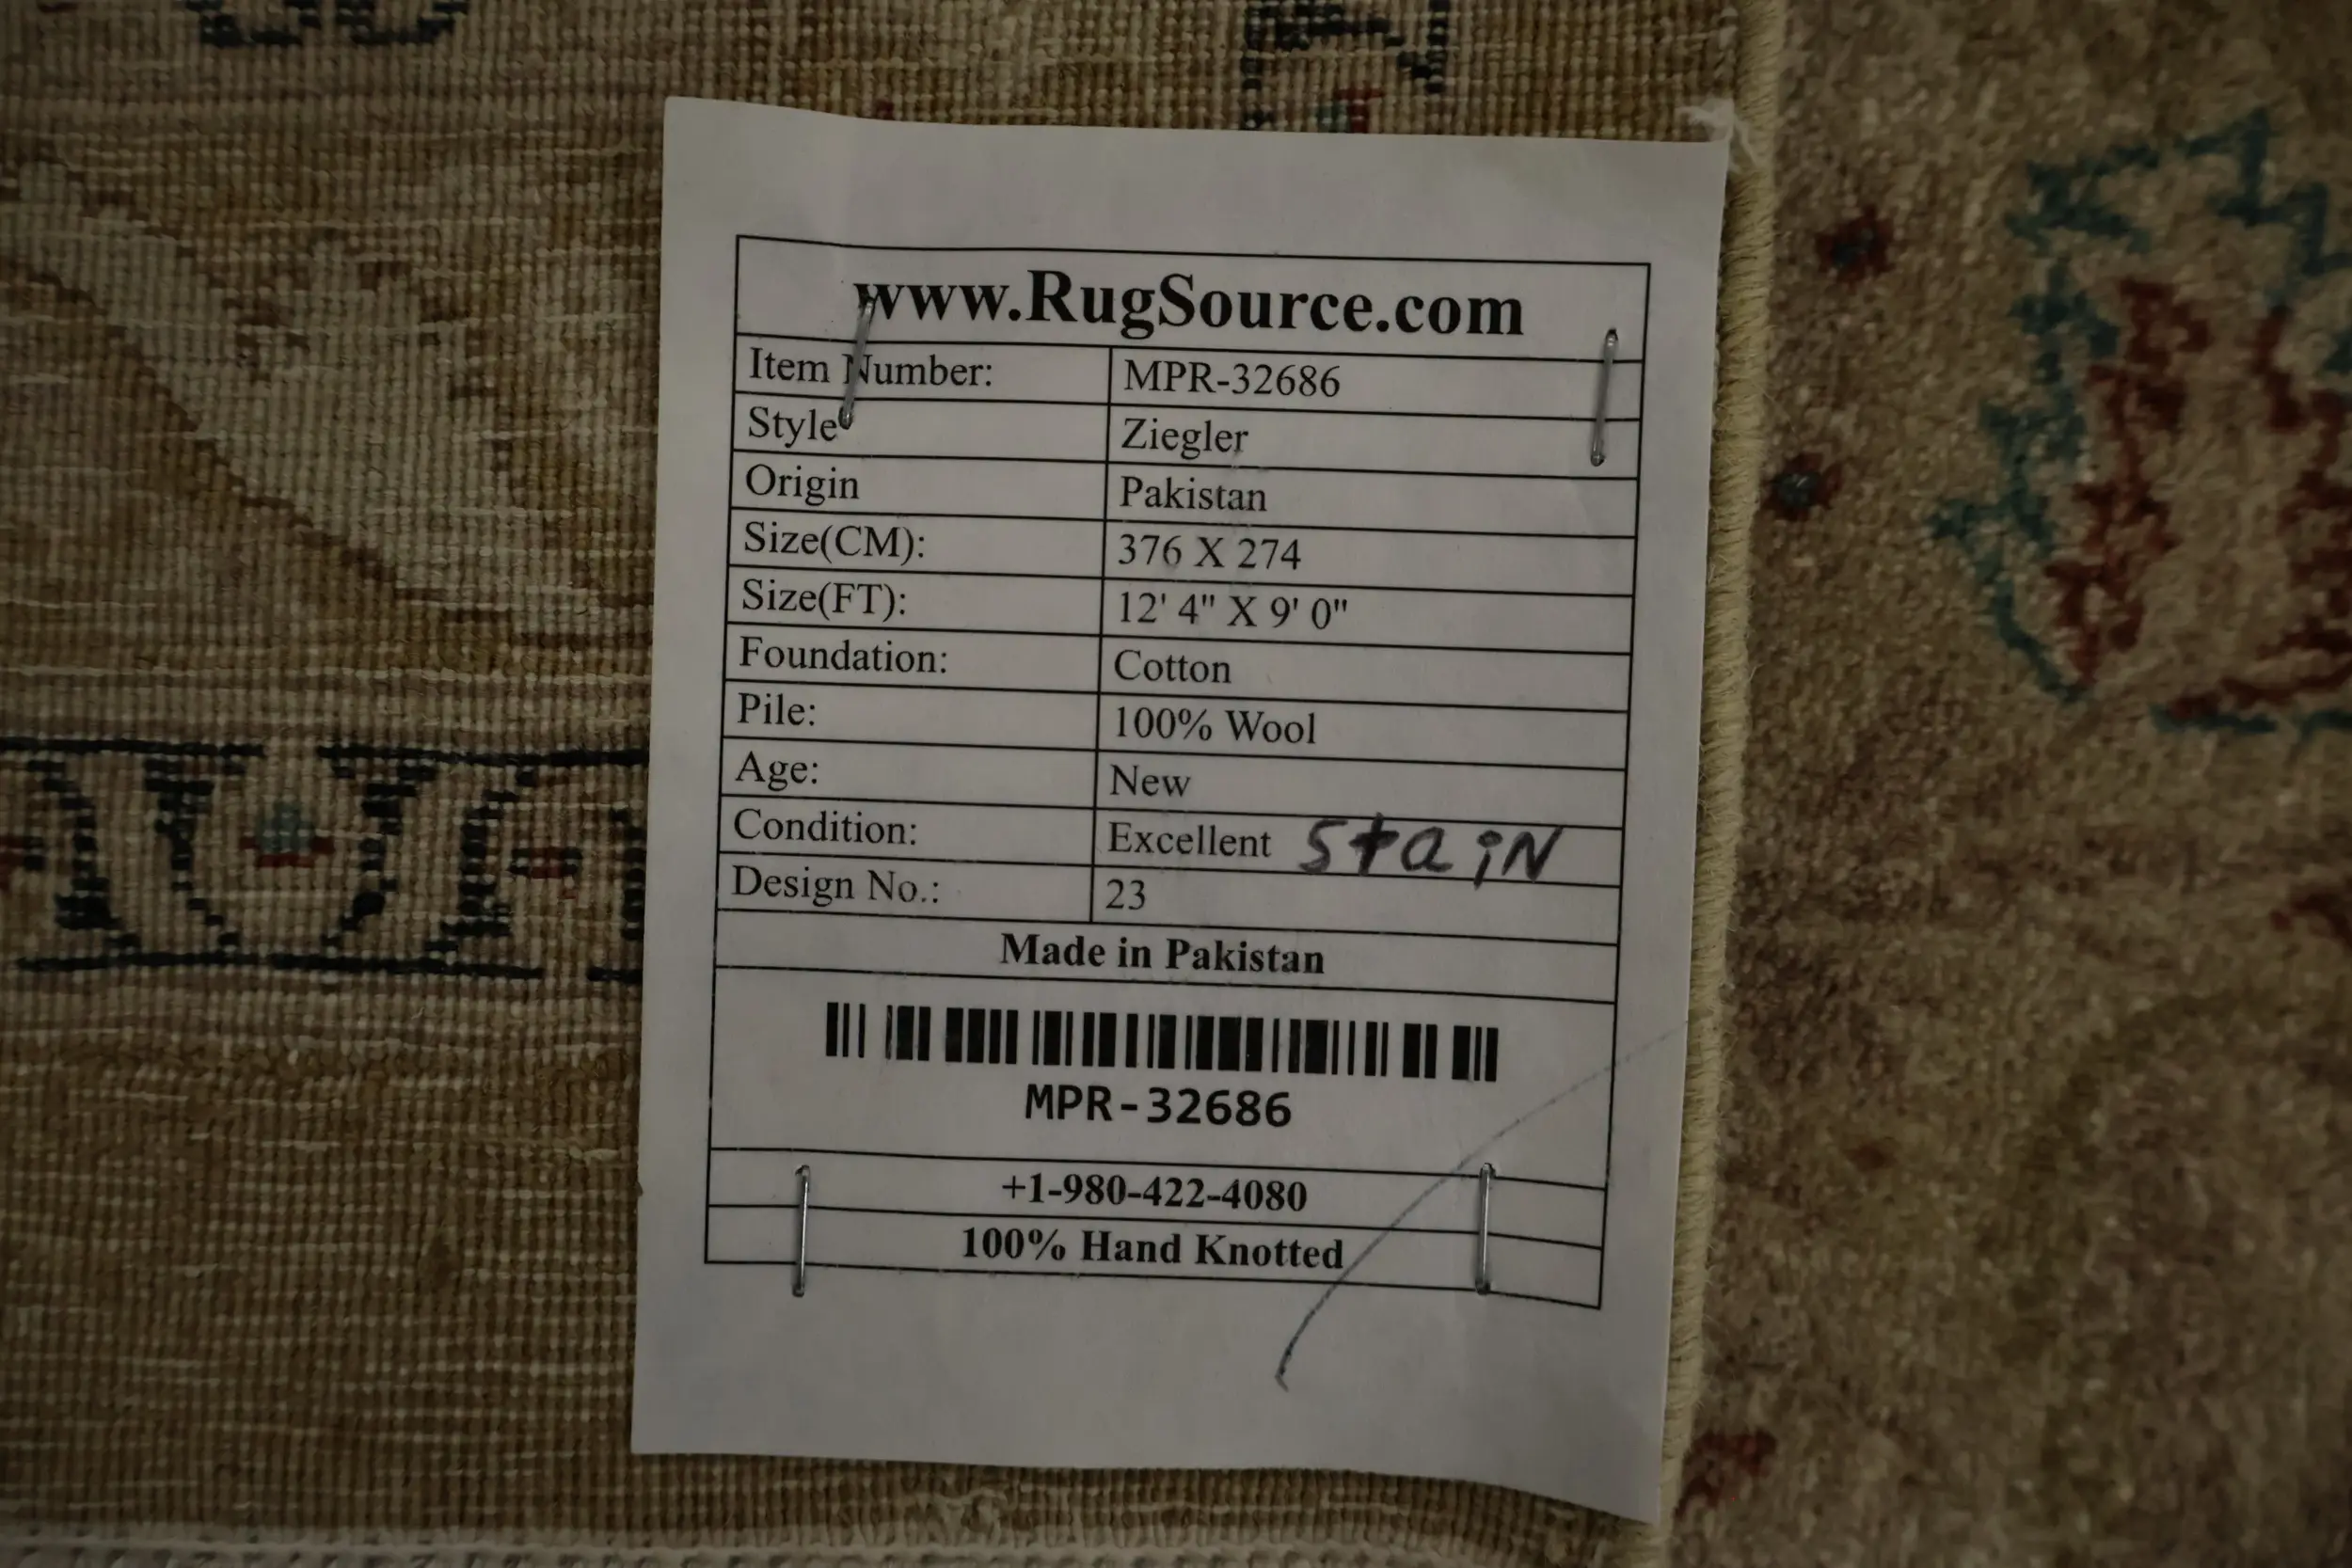 www.RugSource.com
Item Number: MPR-32686
Style Ziegler
Origin Pakistan
Size(CM): 376 X 274
Size(FT): 12' 4" X 9' 0"
Foundation: Cotton
Pile: 100% Wool
Age: New
Condition: Excellent StaiN
Design No.: 23
Made in Pakistan
MPR-32686
+1-980-422-4080
100% Hand Knotted